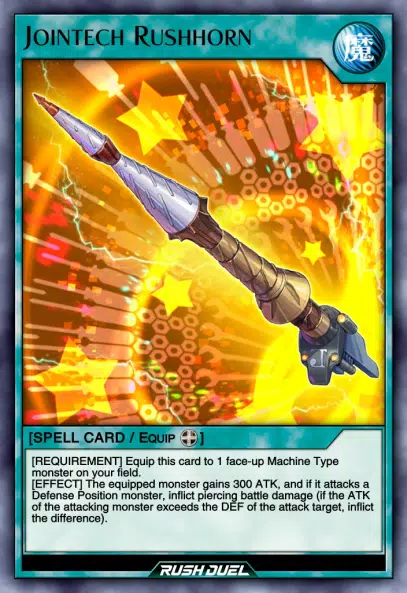 Jointech Rushhorn
魔
[SPELL CARD / Equip ]
[REQUIREMENT] Equip this card to 1 face-up Machine Type
monster on your field.
[EFFECT] The equipped monster gains 300 ATK, and if it attacks a
Defense Position monster, inflict piercing battle damage (if the ATK
of the attacking monster exceeds the DEF of the attack target, inflict
the difference).
RUSH DUEL